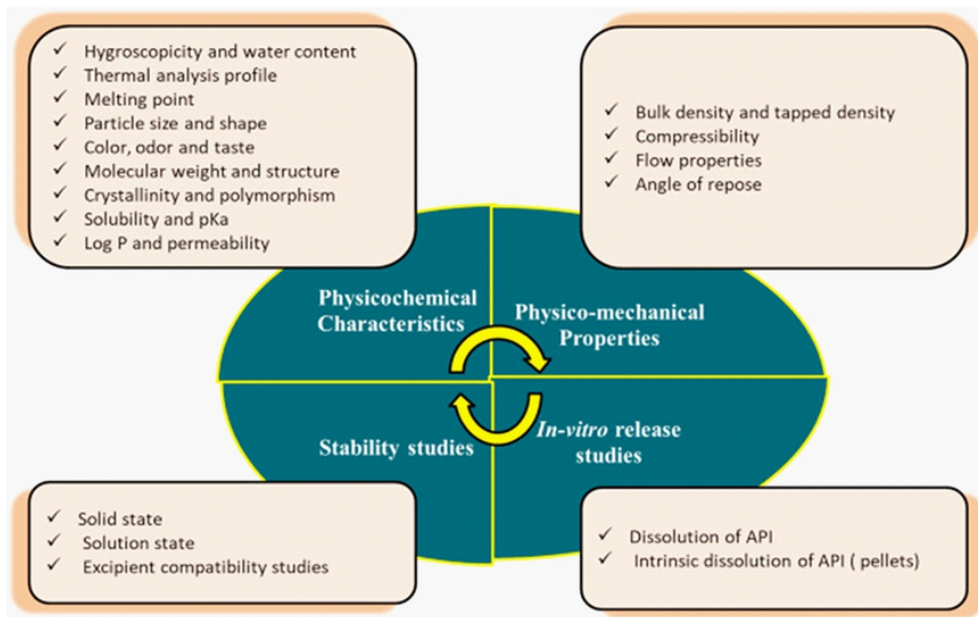 ✓ Hygroscopicity and water content
✓ Thermal analysis profile
✓ Melting point
✓ Particle size and shape
✓ Color, odor and taste
✓ Molecular weight and structure
✓ Crystallinity and polymorphism
✓ Solubility and pKa
✓ Log P and permeability
✓ Bulk density and tapped density
✓ Compressibility
✓ Flow properties
✓ Angle of repose
Physicochemical
Characteristics
Physico-mechanical
Properties
Stability studies
In-vitro release
studies
✓ Solid state
✓ Solution state
✓ Excipient compatibility studies
✓ Dissolution of API
✓ Intrinsic dissolution of API ( pellets)